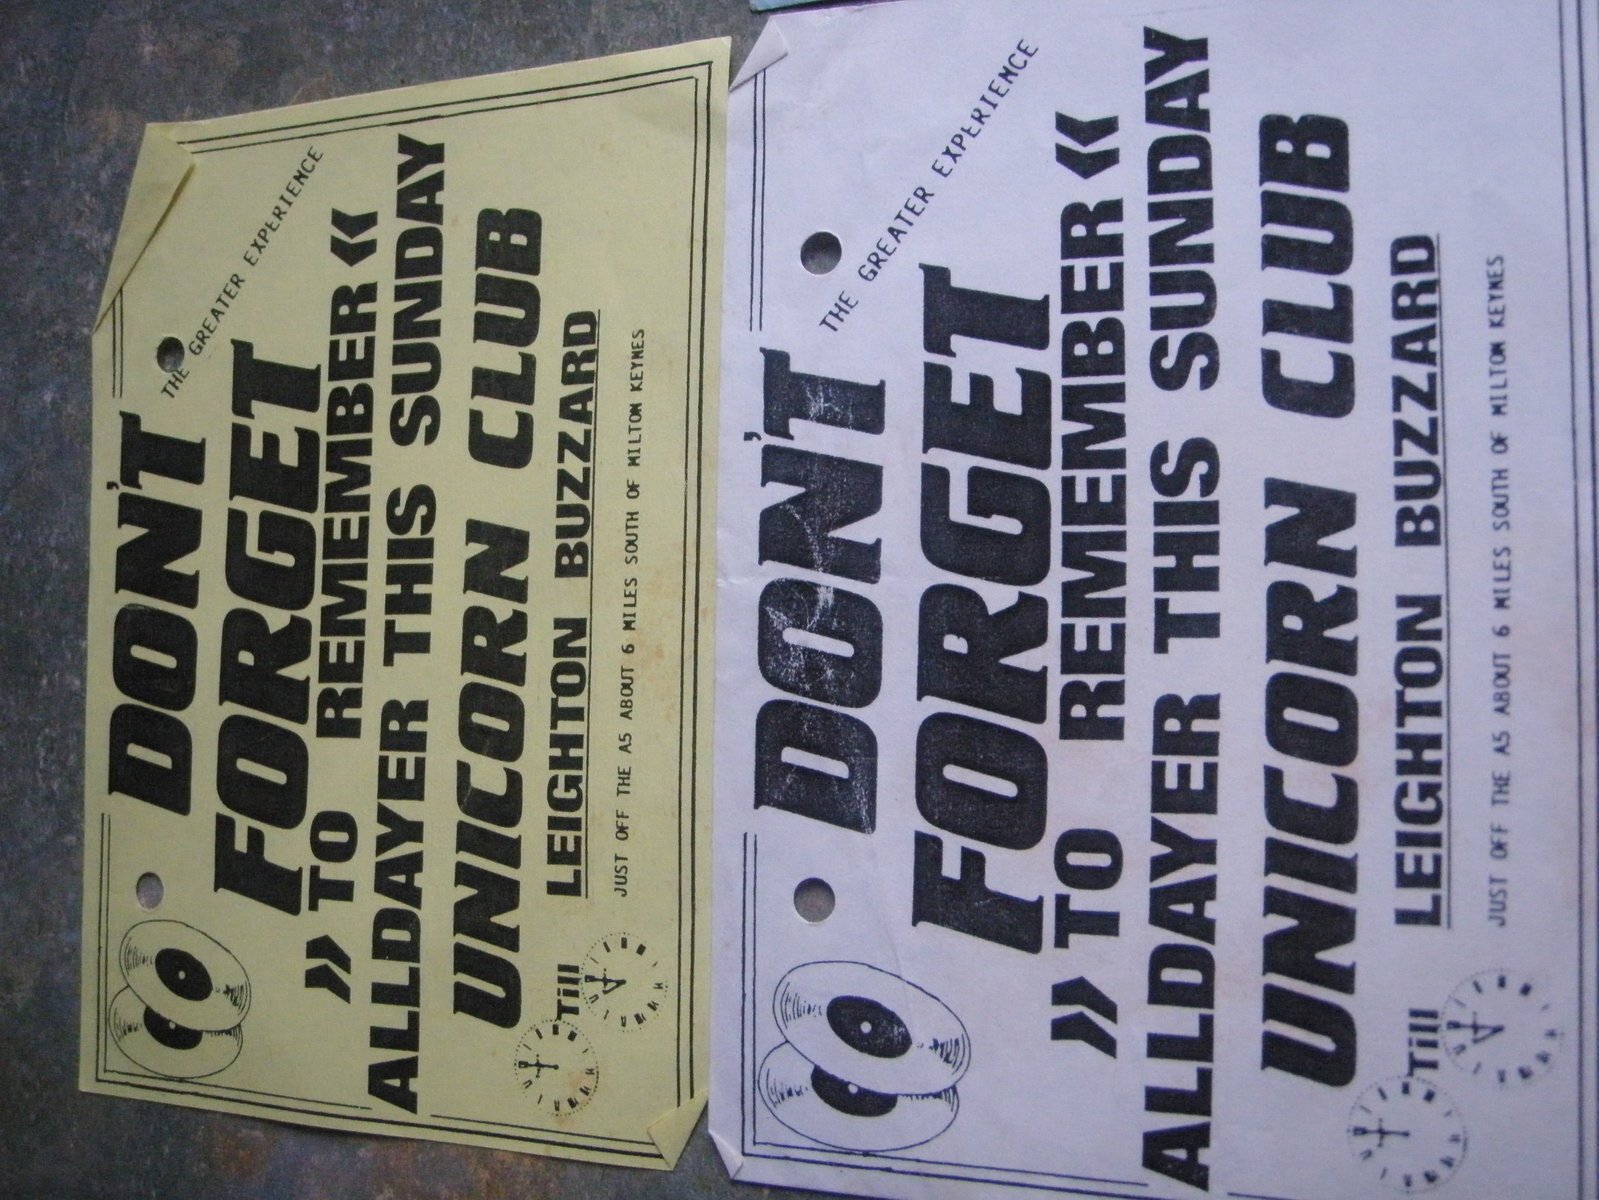 DON'T
THE GREATER EXPERIENCE
FORGET
» TO REMEMBER «
ALLDAYER THIS SUNDAY
UNICORN CLUB
LEIGHTON BUZZARD
Till
JUST OFF THE A5 ABOUT 6 MILES SOUTH OF MILTON KEYNES
DON'T
THE GREATER EXPERIENCE
FORGET
» TO REMEMBER «
ALLDAYER THIS SUNDAY
UNICORN CLUB
LEIGHTON BUZZARD
Till
JUST OFF THE A5 ABOUT 6 MILES SOUTH OF MILTON KEYNES